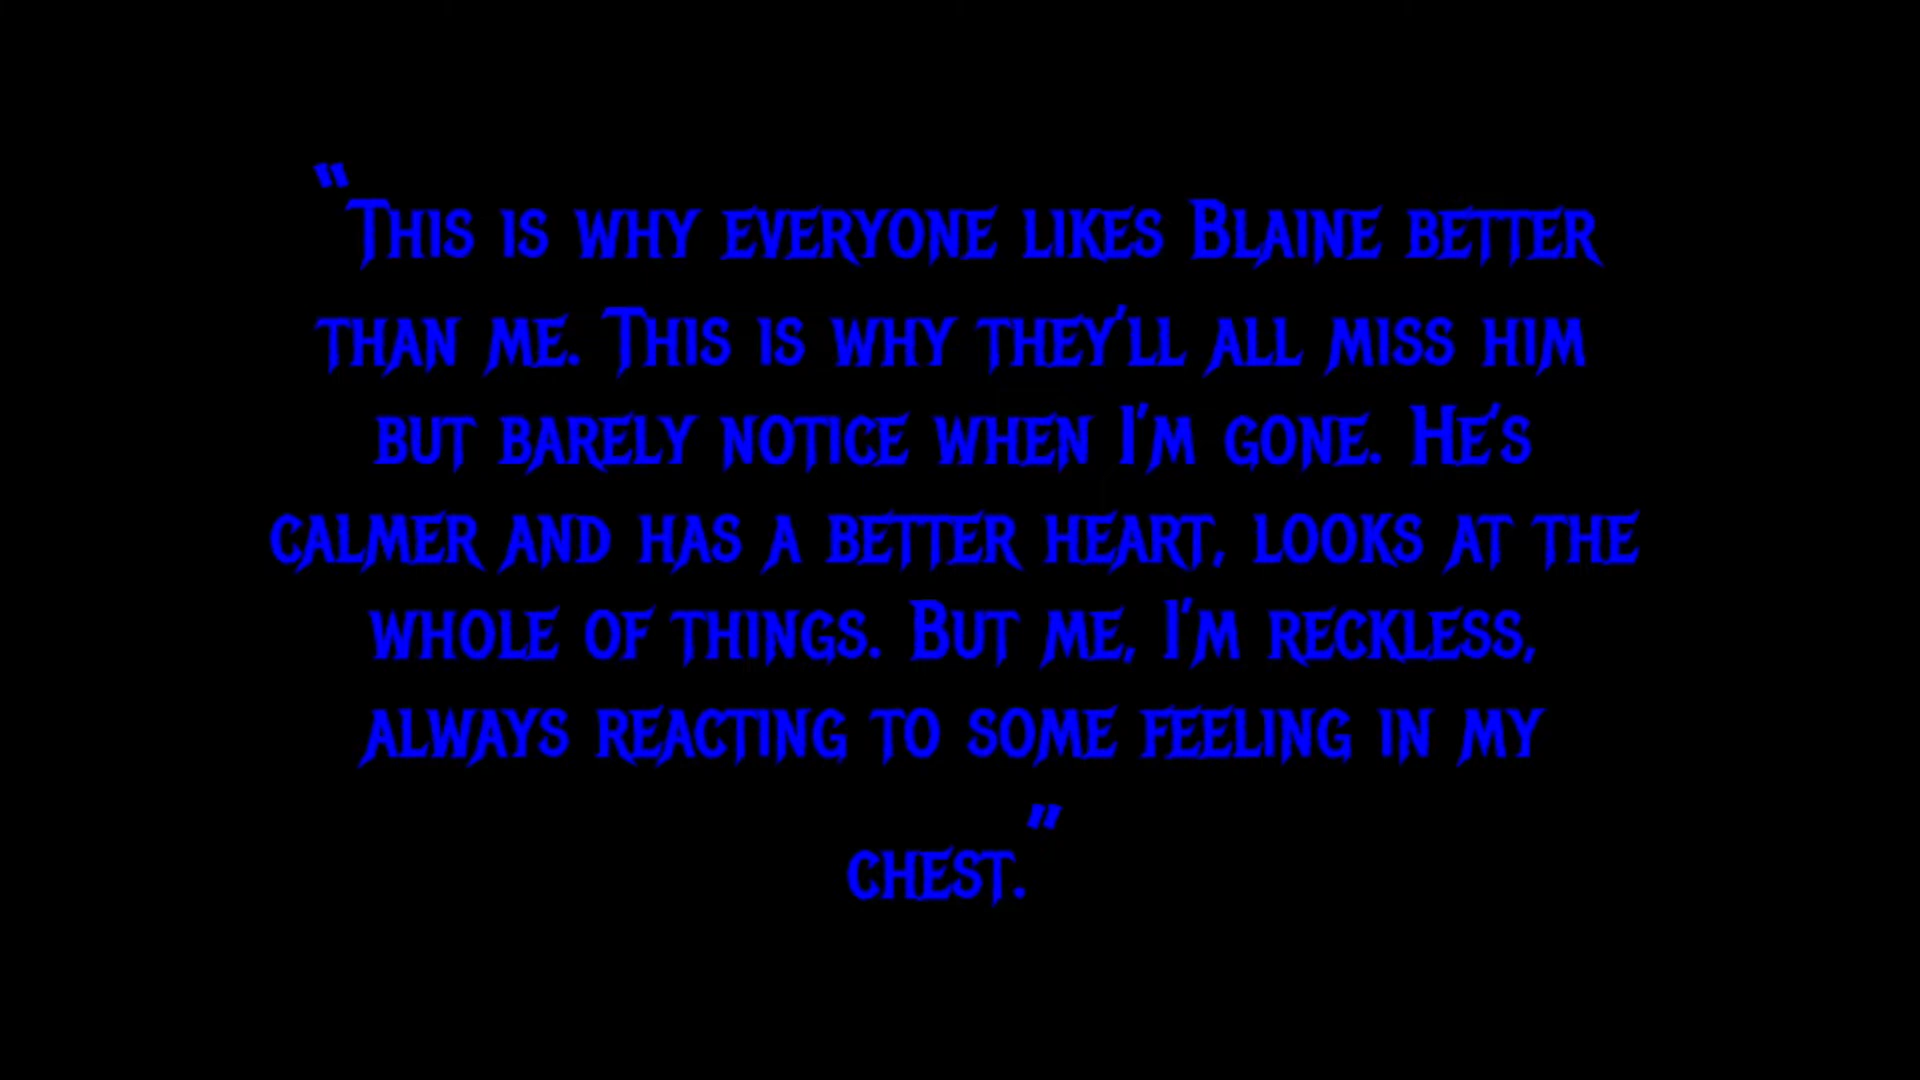 "This is why everyone likes Blaine better
than me. This is why they'll all miss him
but barely notice when I'm gone. He's
calmer and has a better heart, looks at the
whole of things. But me, I'm reckless,
always reacting to some feeling in my
chest."